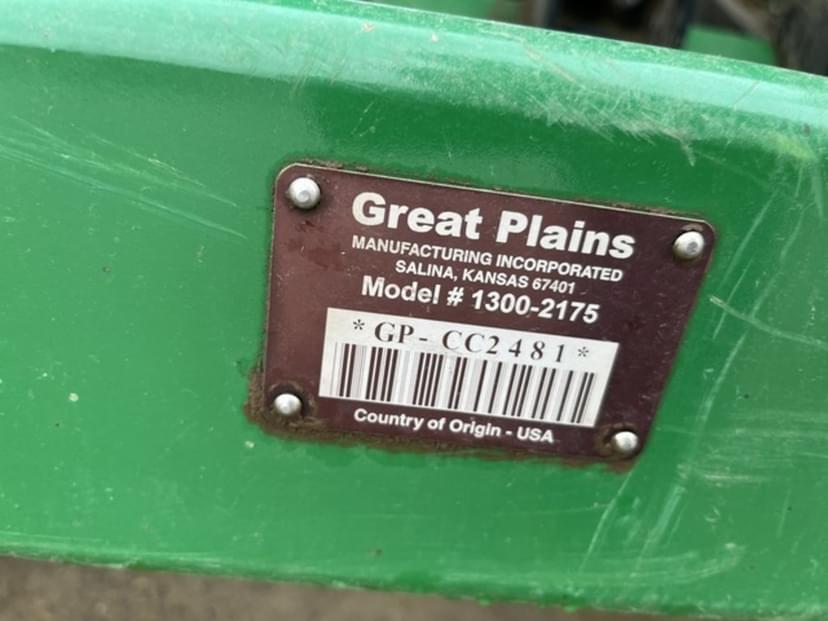 Great Plains
MANUFACTURING INCORPORATED
SALINA, KANSAS 67401
Model # 1300-2175
* GP- CC2481 *
Country of Origin - USA